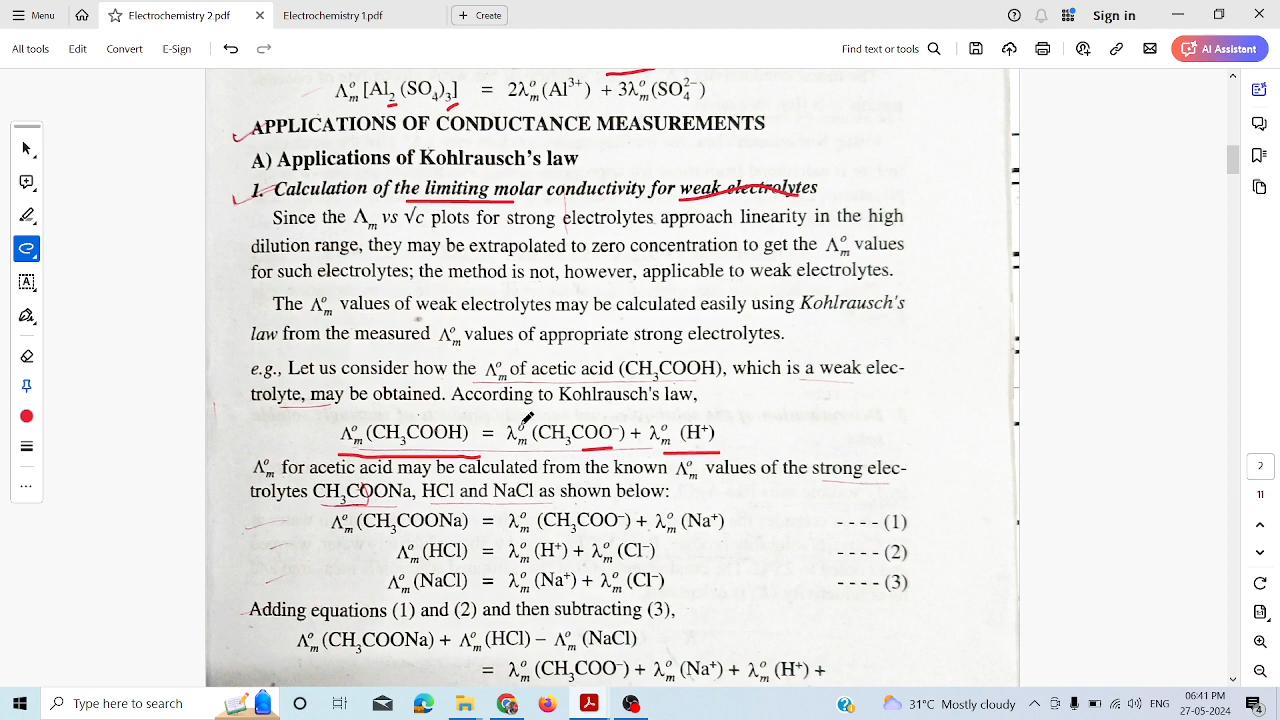 Menu
Electrochemistry 2.pdf
Electrochemistry 1.pdf
Create
Sign in
All tools Edit Convert E-Sign
Find text or tools
AI Assistant
Λ°m [Al2 (SO4)3] = 2λ°m(Al3+) + 3λ°m(SO4 2−)
APPLICATIONS OF CONDUCTANCE MEASUREMENTS
A) Applications of Kohlrausch's law
1. Calculation of the limiting molar conductivity for weak electrolytes
Since the Λm vs √c plots for strong electrolytes approach linearity in the high
dilution range, they may be extrapolated to zero concentration to get the Λ°m values
for such electrolytes; the method is not, however, applicable to weak electrolytes.
The Λ°m values of weak electrolytes may be calculated easily using Kohlrausch's
law from the measured Λ°m values of appropriate strong electrolytes.
e.g., Let us consider how the Λ°m of acetic acid (CH3COOH), which is a weak elec-
trolyte, may be obtained. According to Kohlrausch's law,
Λ°m (CH3COOH) = λ°m (CH3COO−) + λ°m (H+)
Λ°m for acetic acid may be calculated from the known Λ°m values of the strong elec-
trolytes CH3COONa, HCl and NaCl as shown below:
Λ°m (CH3COONa) = λ°m (CH3COO−) + λ°m (Na+) - - - - (1)
Λ°m (HCl) = λ°m (H+) + λ°m (Cl−) - - - - (2)
Λ°m (NaCl) = λ°m (Na+) + λ°m (Cl−) - - - - (3)
Adding equations (1) and (2) and then subtracting (3),
Λ°m (CH3COONa) + Λ°m (HCl) − Λ°m (NaCl)
= λ°m (CH3COO−) + λ°m (Na+) + λ°m (H+) +
2
11
Type here to search
31°C Mostly cloudy
ENG
06:41 PM
27-05-2024
4